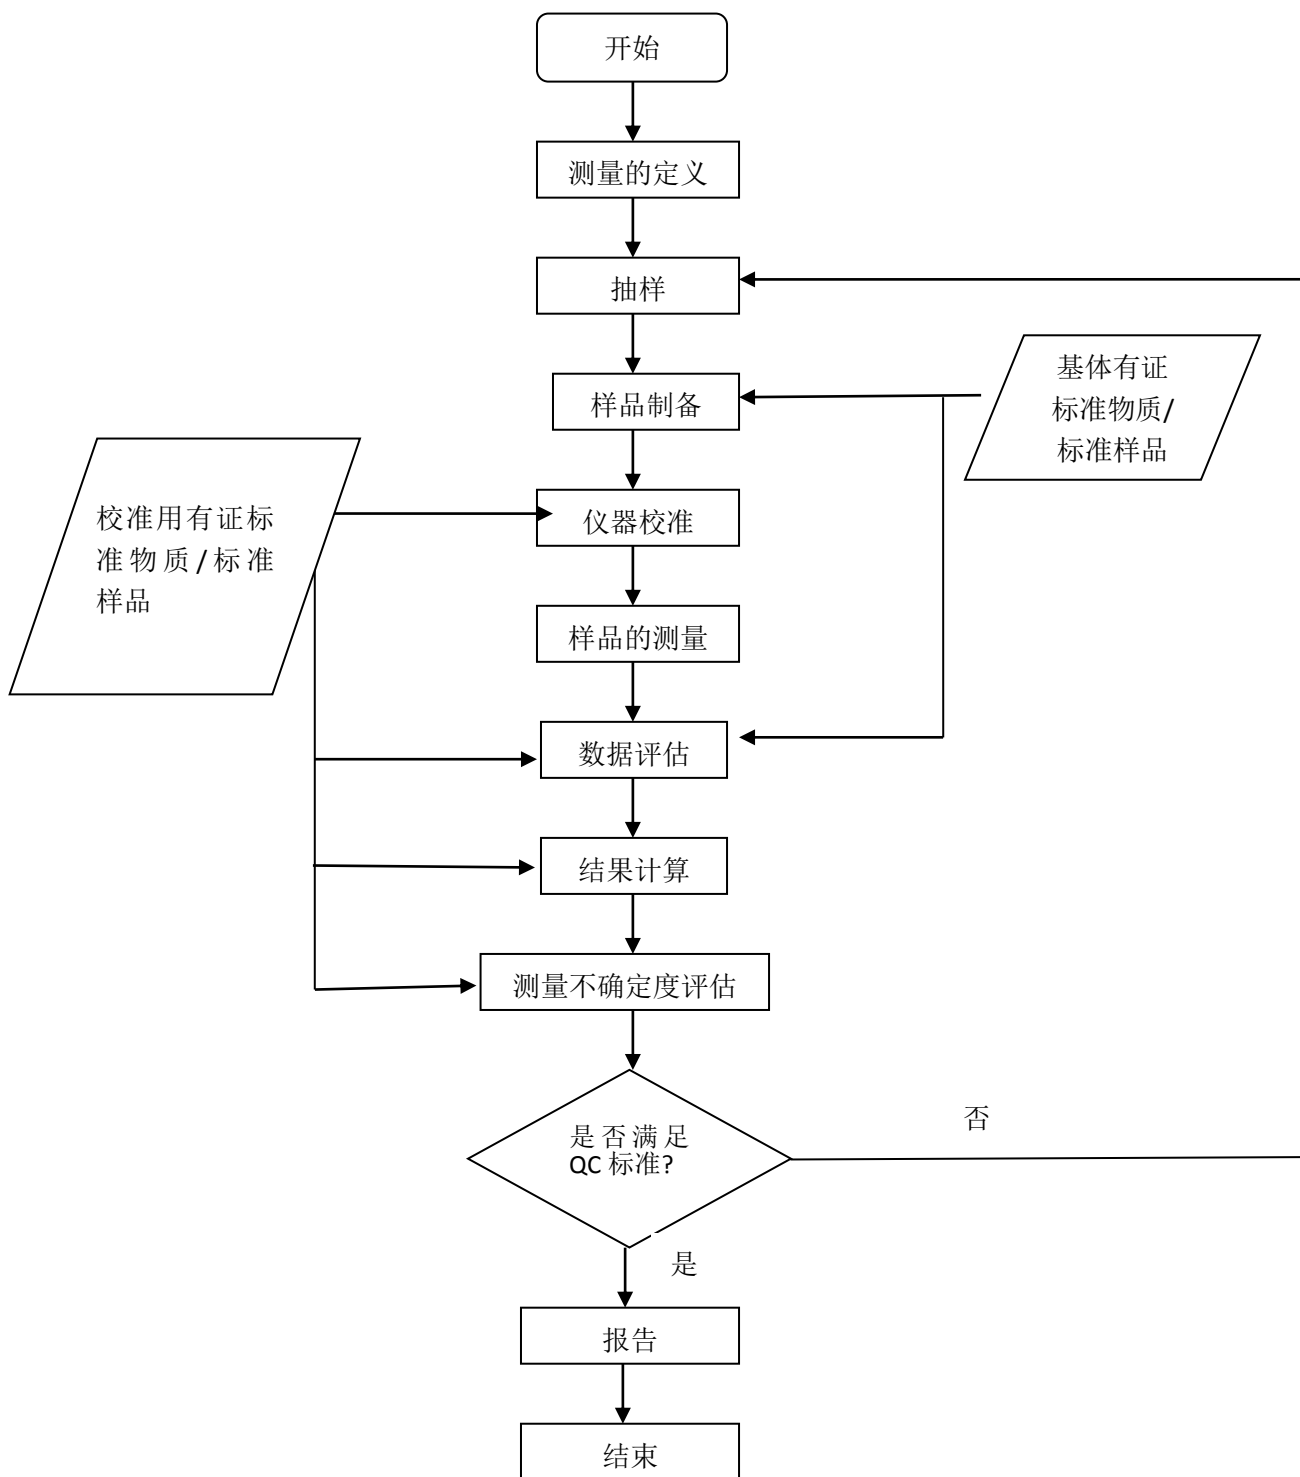 开始
测量的定义
抽样
基体有证
标准物质/
标准样品
样品制备
校准用有证标
准物质/标准
样品
仪器校准
样品的测量
数据评估
结果计算
测量不确定度评估
是否满足
QC 标准?
否
是
报告
结束